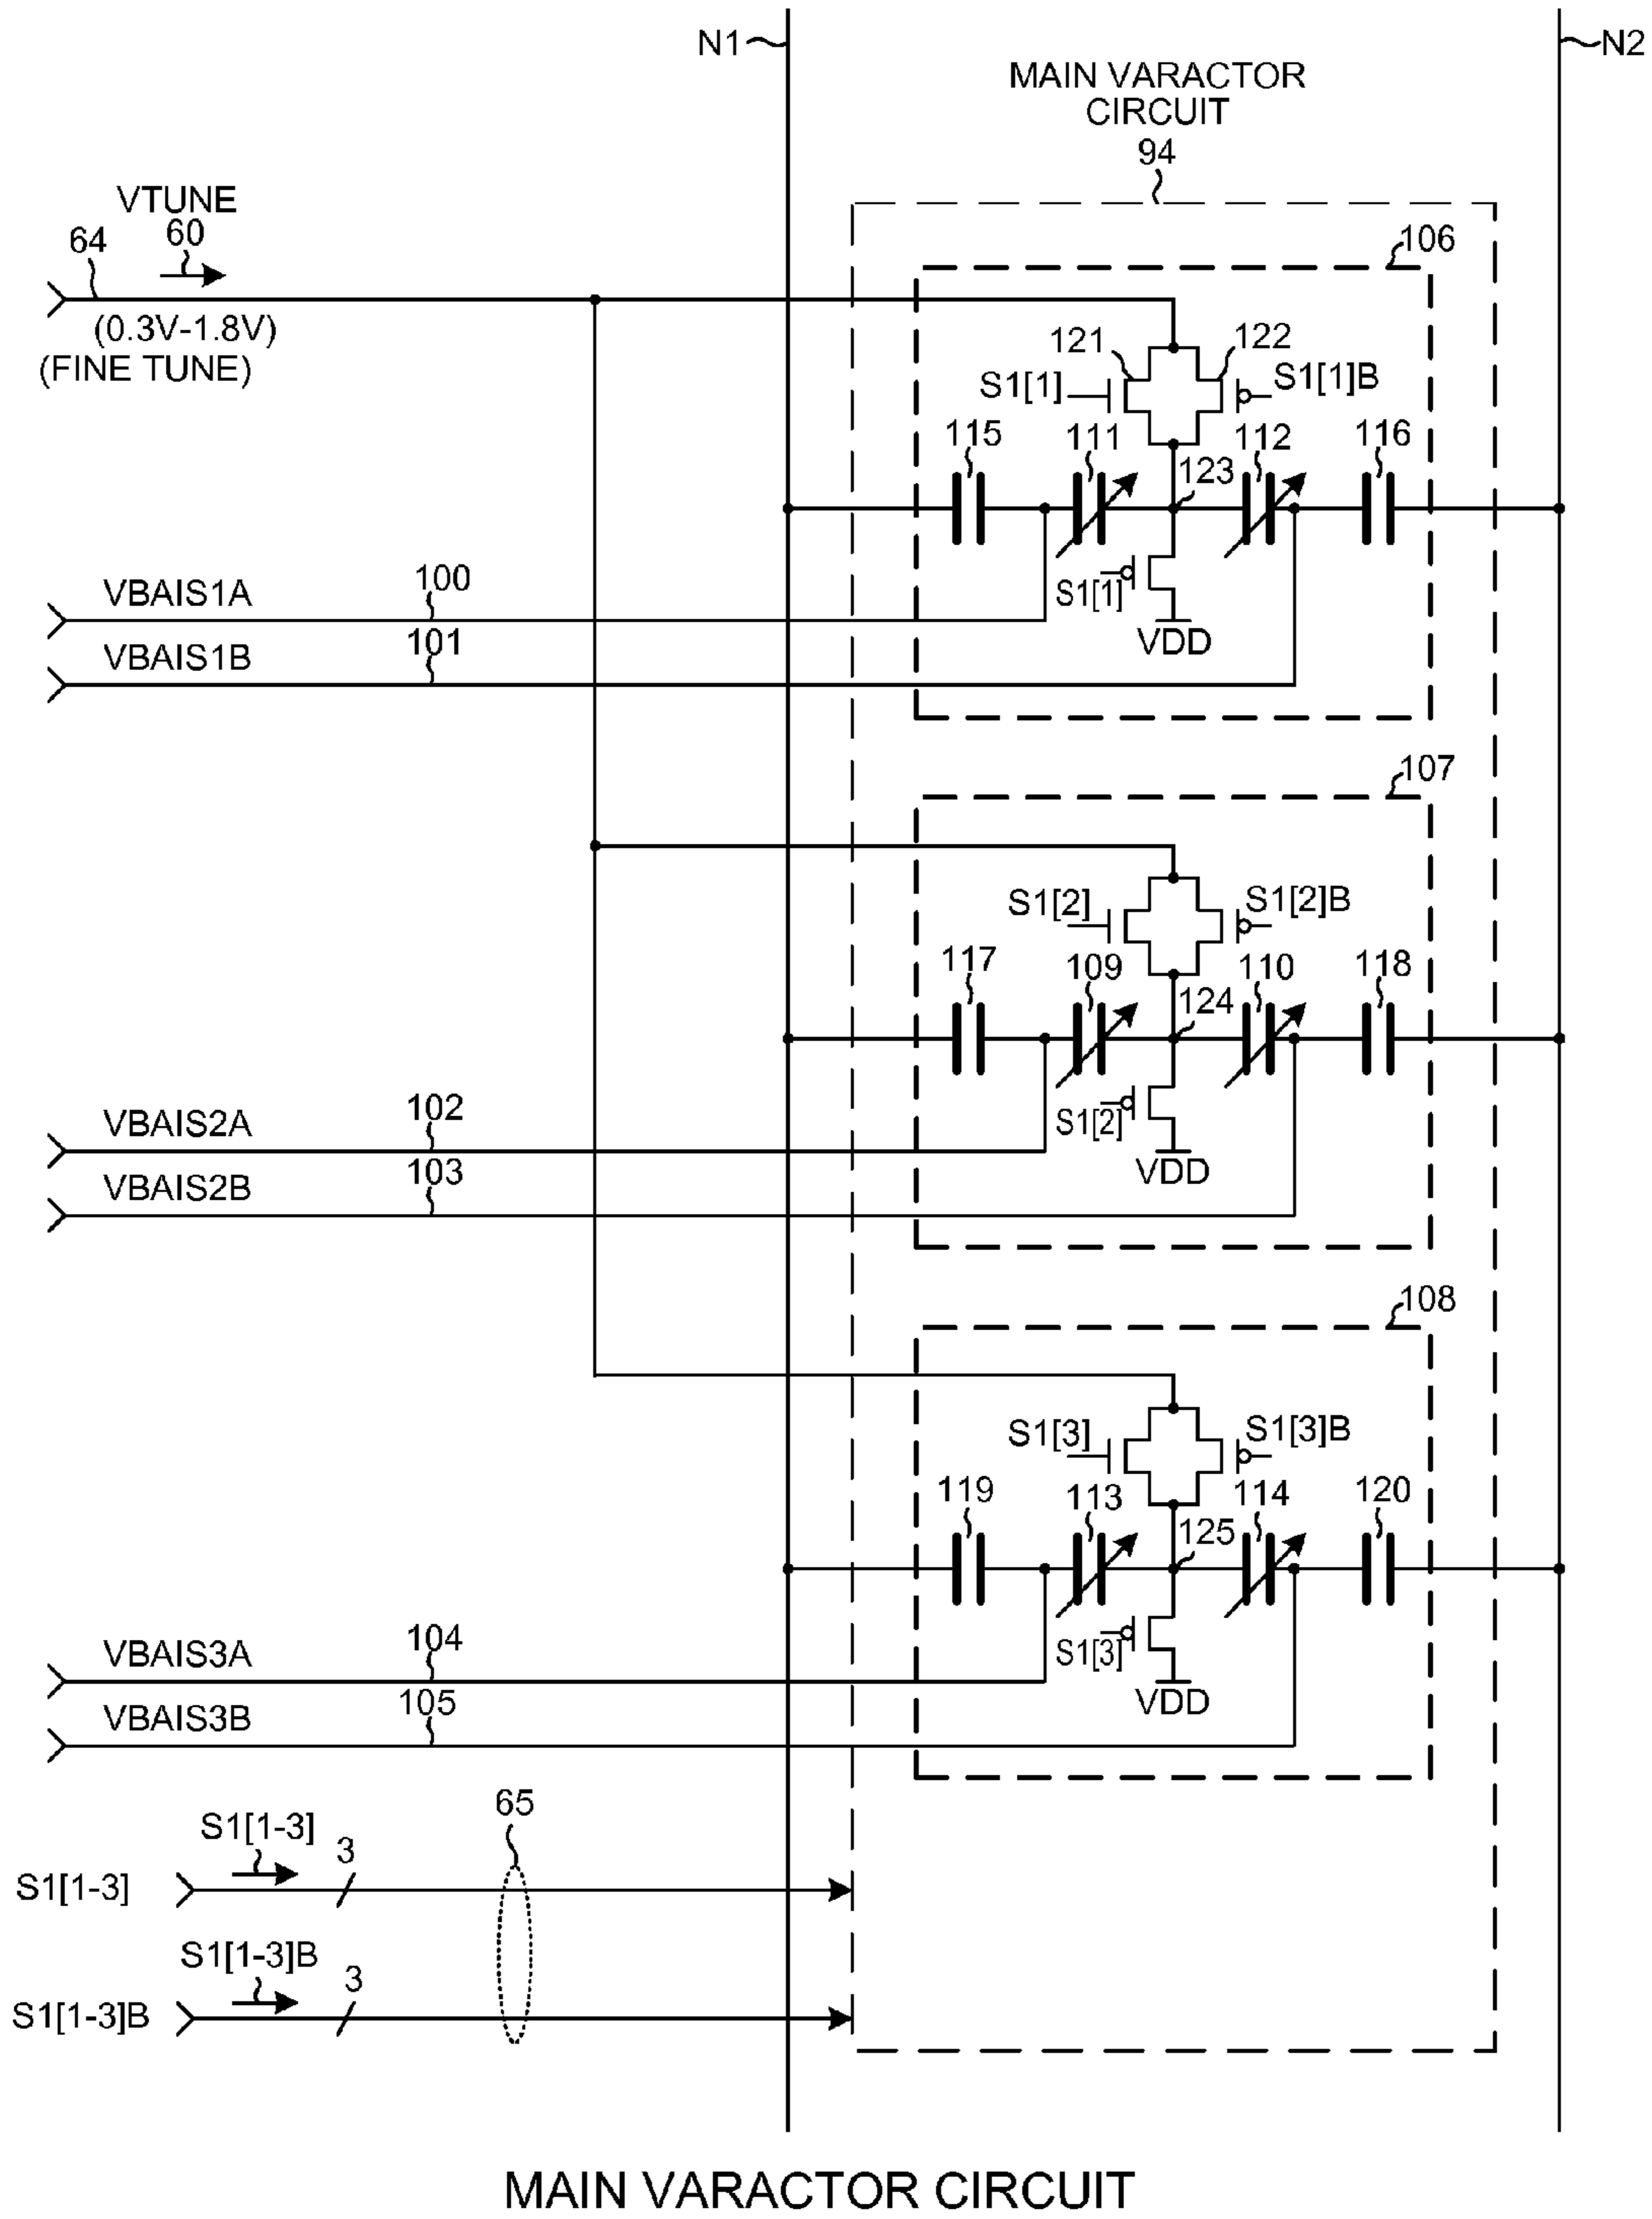 N1
N2
MAIN VARACTOR
CIRCUIT
94
VTUNE
64
60
(0.3V-1.8V)
(FINE TUNE)
106
121
122
S1[1]
S1[1]B
115
111
112
116
123
S1[1]
VDD
VBAIS1A
100
VBAIS1B
101
107
S1[2]
S1[2]B
117
109
110
118
124
S1[2]
VDD
VBAIS2A
102
VBAIS2B
103
108
S1[3]
S1[3]B
119
113
114
120
125
S1[3]
VDD
VBAIS3A
104
VBAIS3B
105
65
S1[1-3]
3
S1[1-3]
S1[1-3]B
3
S1[1-3]B
MAIN VARACTOR CIRCUIT